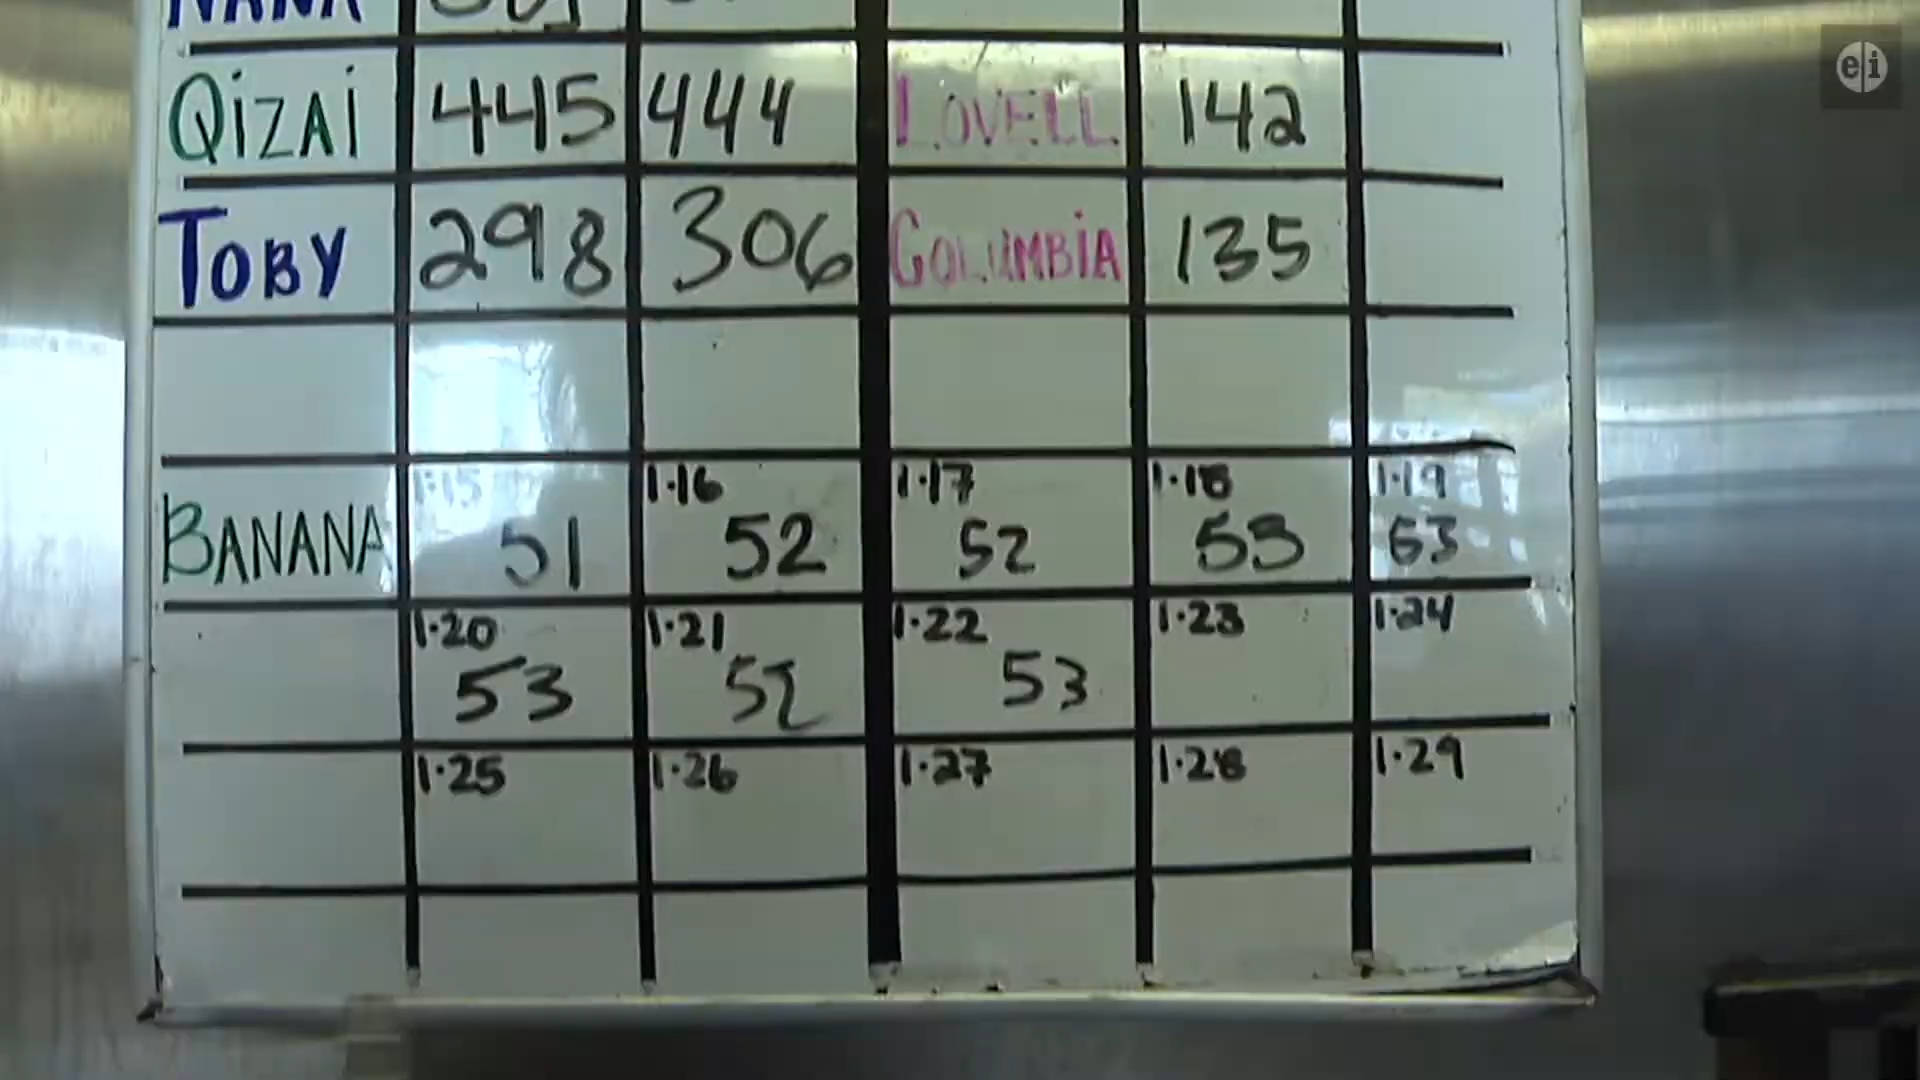 NANA
QiZAi 445 444 LOVELL 142
TOBY 298 306 COLUMBiA 135
1·15 1·16 1·17 1·18 1·19
BANANA 51 52 52 53 53
1·20 1·21 1·22 1·23 1·24
53 52 53
1·25 1·26 1·27 1·28 1·29
e|i